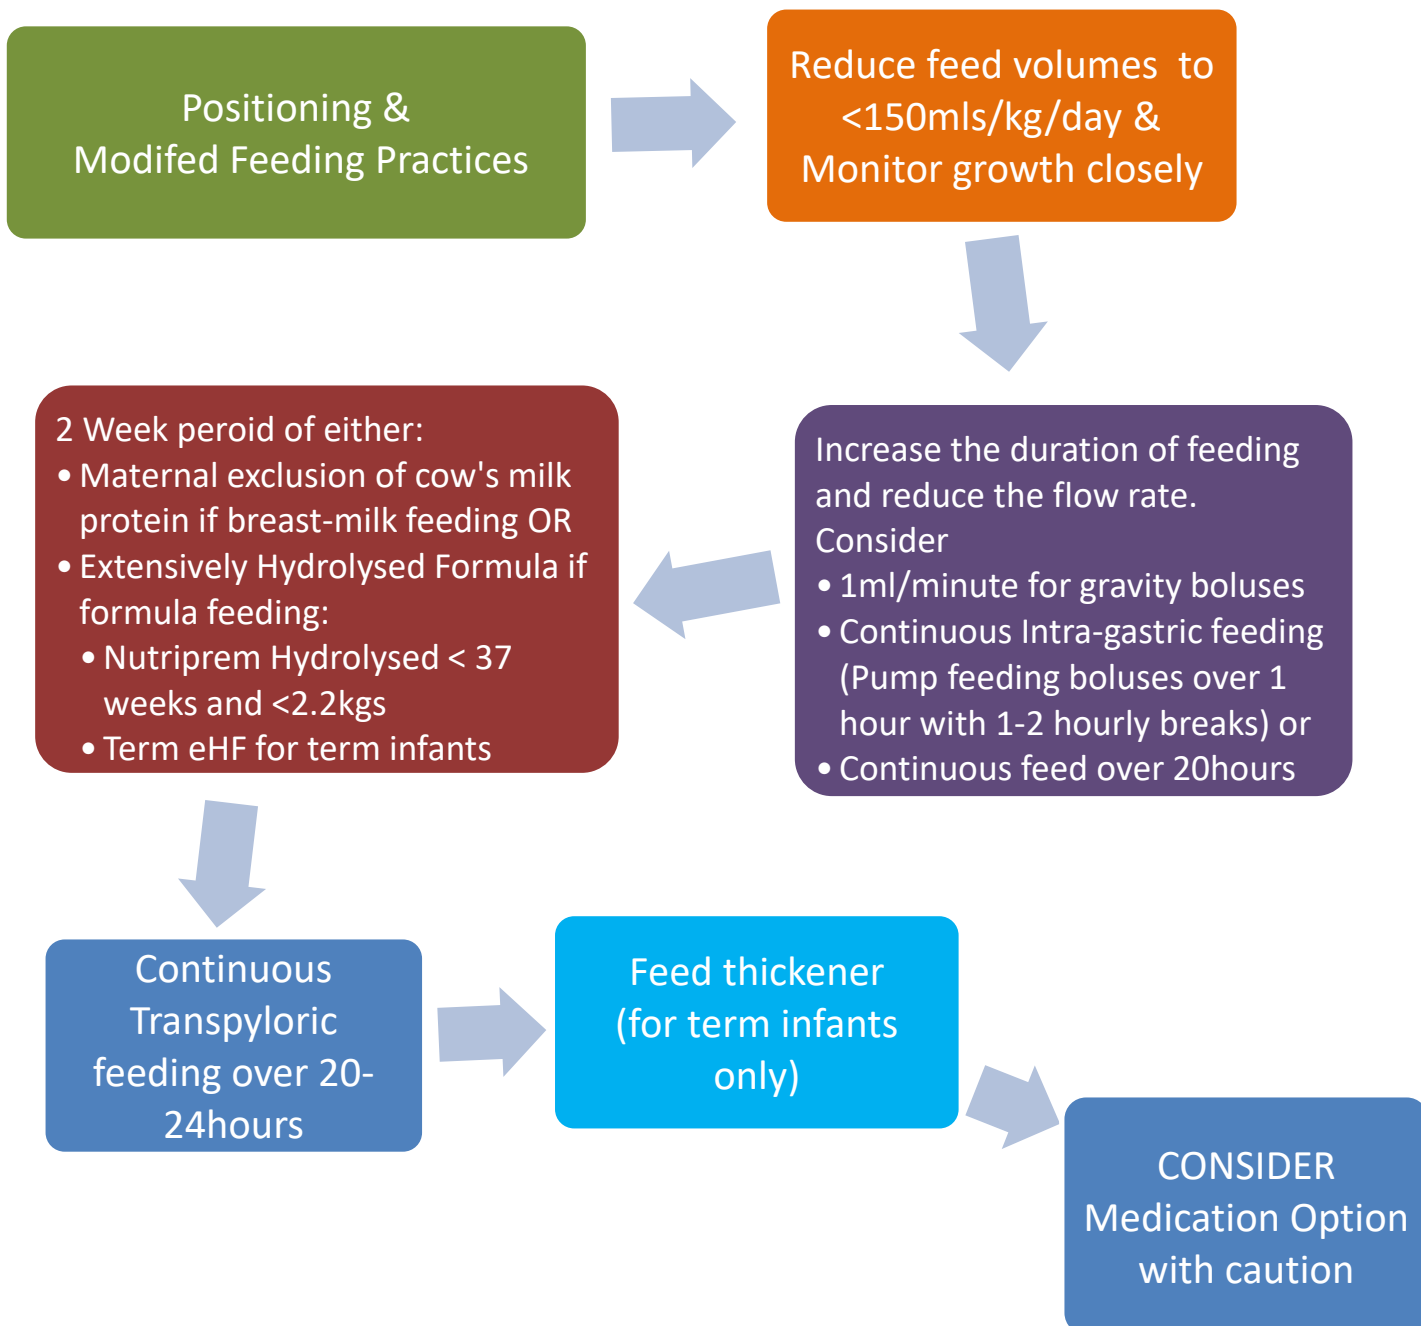 Positioning &
Modifed Feeding Practices
Reduce feed volumes to
<150mls/kg/day &
Monitor growth closely
Increase the duration of feeding
and reduce the flow rate.
Consider
• 1ml/minute for gravity boluses
• Continuous Intra-gastric feeding
(Pump feeding boluses over 1
hour with 1-2 hourly breaks) or
• Continuous feed over 20hours
2 Week peroid of either:
• Maternal exclusion of cow's milk
protein if breast-milk feeding OR
• Extensively Hydrolysed Formula if
formula feeding:
• Nutriprem Hydrolysed < 37
weeks and <2.2kgs
• Term eHF for term infants
Continuous
Transpyloric
feeding over 20-
24hours
Feed thickener
(for term infants
only)
CONSIDER
Medication Option
with caution